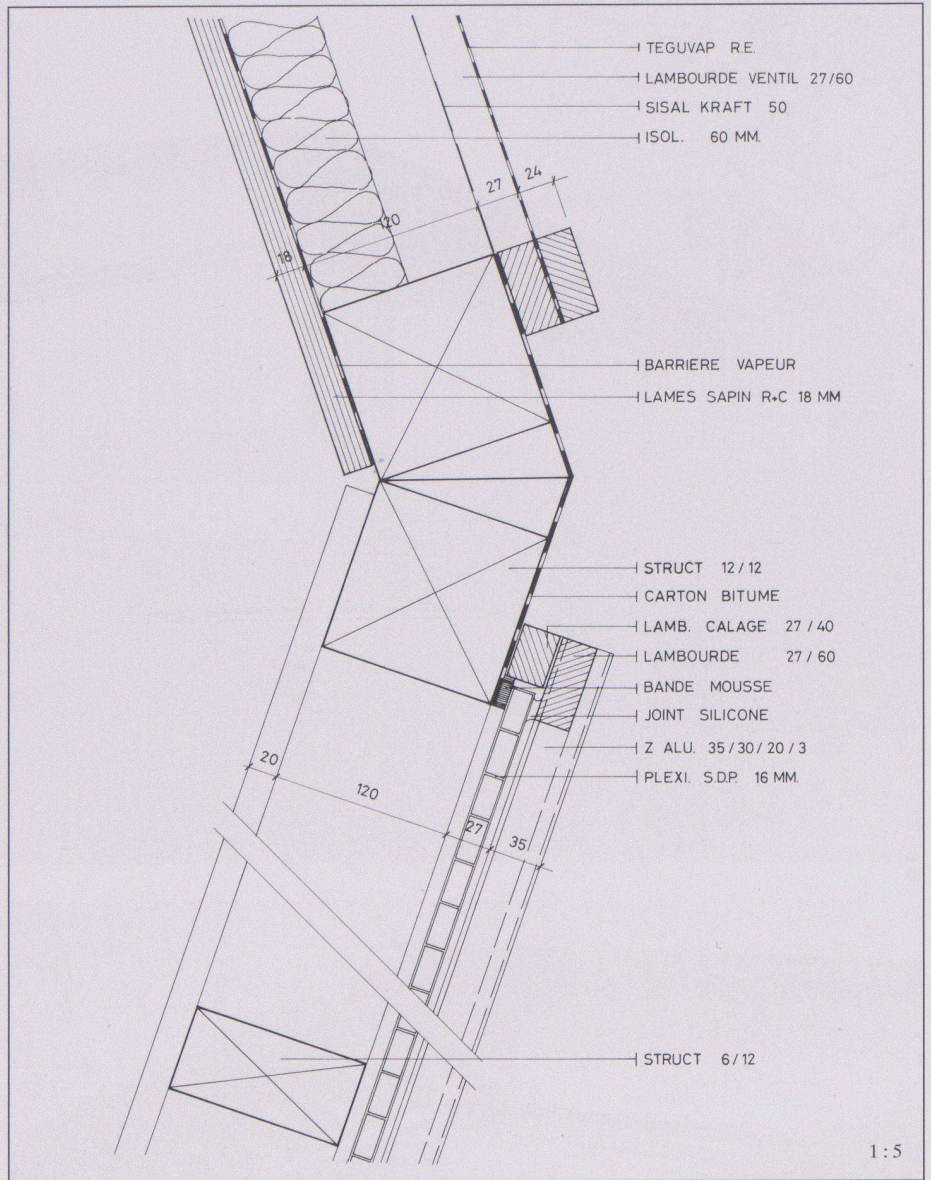 TEGUVAP R.E.
LAMBOURDE VENTIL 27/60
SISAL KRAFT 50
ISOL. 60 MM.
24
27
120
18
BARRIERE VAPEUR
LAMES SAPIN R+C 18 MM
STRUCT 12/12
CARTON BITUME
LAMB. CALAGE 27/40
LAMBOURDE 27/60
BANDE MOUSSE
JOINT SILICONE
Z ALU. 35/30/20/3
PLEXI. S.D.P. 16 MM.
20
120
27
35
STRUCT 6/12
1:5